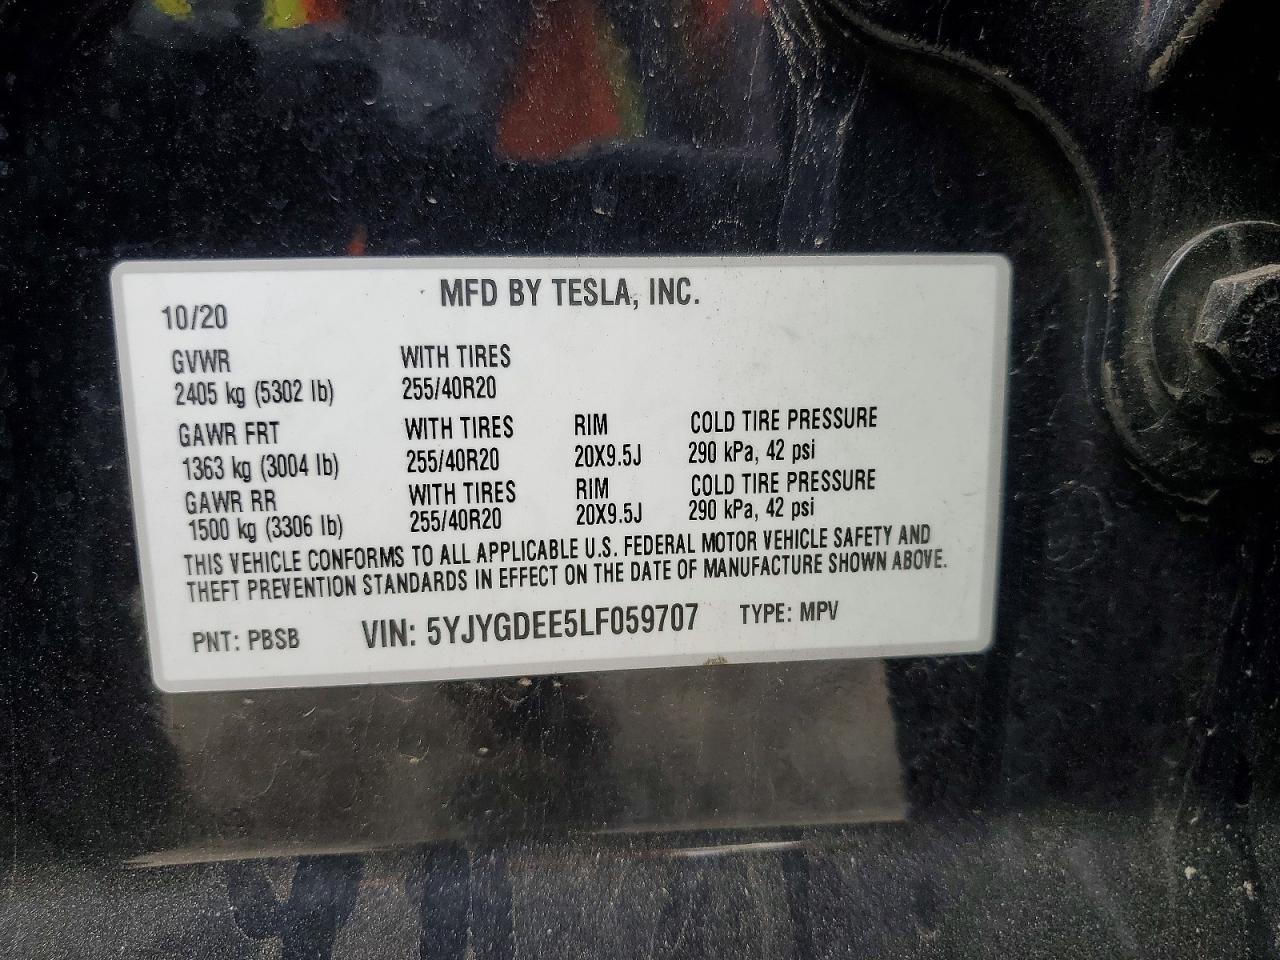 MFD BY TESLA, INC.
10/20
GVWR WITH TIRES
2405 kg (5302 lb) 255/40R20
GAWR FRT WITH TIRES RIM COLD TIRE PRESSURE
1363 kg (3004 lb) 255/40R20 20X9.5J 290 kPa, 42 psi
GAWR RR WITH TIRES RIM COLD TIRE PRESSURE
1500 kg (3306 lb) 255/40R20 20X9.5J 290 kPa, 42 psi
THIS VEHICLE CONFORMS TO ALL APPLICABLE U.S. FEDERAL MOTOR VEHICLE SAFETY AND
THEFT PREVENTION STANDARDS IN EFFECT ON THE DATE OF MANUFACTURE SHOWN ABOVE.
PNT: PBSB VIN: 5YJYGDEE5LF059707 TYPE: MPV